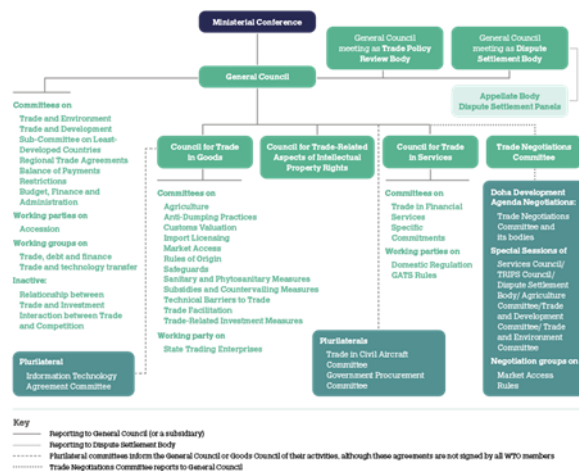 Ministerial Conference
General Council
meeting as Trade Policy
Review Body
General Council
meeting as Dispute
Settlement Body
General Council
Appellate Body
Dispute Settlement Panels
Committees on
Trade and Environment
Trade and Development
Sub-Committee on Least-
Developed Countries
Regional Trade Agreements
Balance of Payments
Restrictions
Budget, Finance and
Administration
Working parties on
Accession
Working groups on
Trade, debt and finance
Trade and technology transfer
Inactive:
Relationship between
Trade and Investment
Interaction between Trade
and Competition
Plurilateral
Information Technology
Agreement Committee
Council for Trade
in Goods
Committees on
Agriculture
Anti-Dumping Practices
Customs Valuation
Import Licensing
Market Access
Rules of Origin
Safeguards
Sanitary and Phytosanitary Measures
Subsidies and Countervailing Measures
Technical Barriers to Trade
Trade Facilitation
Trade-Related Investment Measures
Working party on
State Trading Enterprises
Council for Trade-Related
Aspects of Intellectual
Property Rights
Council for Trade
in Services
Committees on
Trade in Financial
Services
Specific
Commitments
Working parties on
Domestic Regulation
GATS Rules
Plurilaterals
Trade in Civil Aircraft
Committee
Government Procurement
Committee
Trade Negotiations
Committee
Doha Development
Agenda Negotiations:
Trade Negotiations
Committee and
its bodies
Special Sessions of
Services Council/
TRIPS Council/
Dispute Settlement
Body/ Agriculture
Committee/Trade
and Development
Committee/ Trade
and Environment
Committee
Negotiation groups on
Market Access
Rules
Key
Reporting to General Council (or a subsidiary)
Reporting to Dispute Settlement Body
Plurilateral committees inform the General Council or Goods Council of their activities, although these agreements are not signed by all WTO members
Trade Negotiations Committee reports to General Council